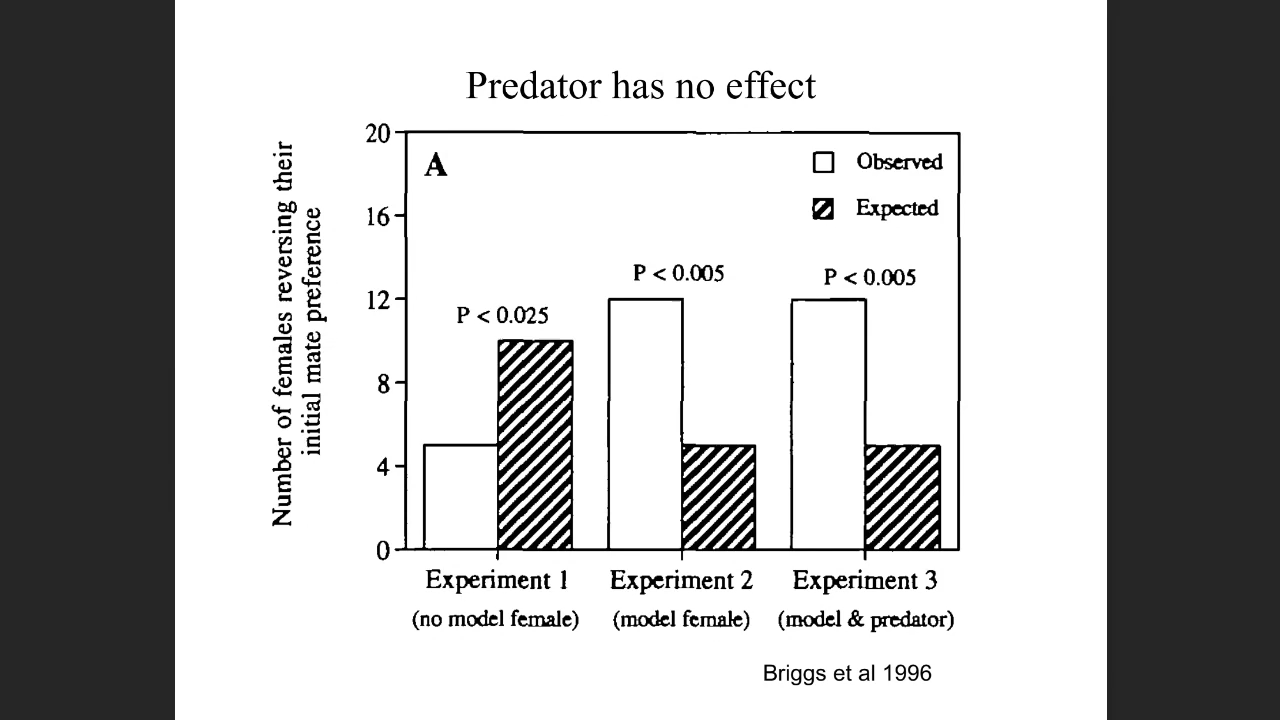 Predator has no effect
Number of females reversing their
initial mate preference
20
16
12
8
4
0
A
Observed
Expected
P < 0.025
P < 0.005
P < 0.005
Experiment 1
(no model female)
Experiment 2
(model female)
Experiment 3
(model & predator)
Briggs et al 1996